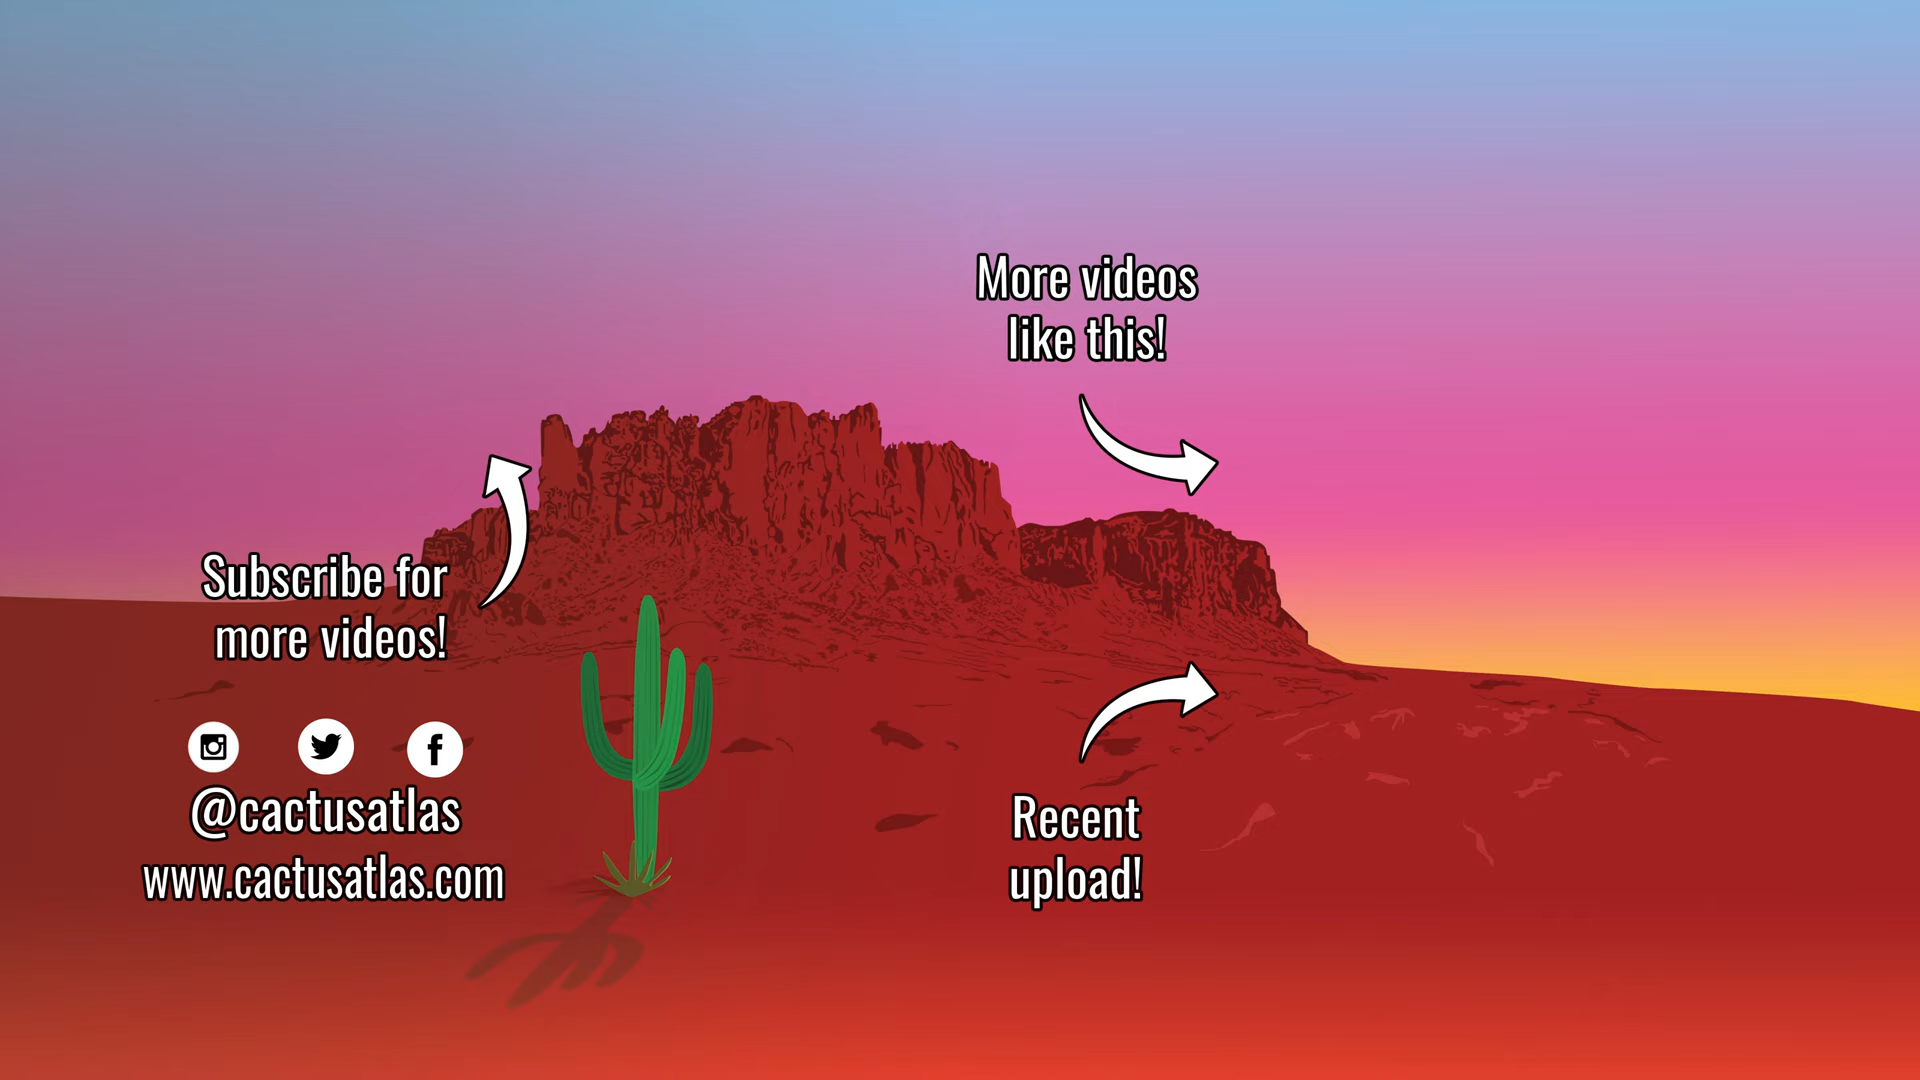 More videos
like this!
Subscribe for
more videos!
@cactusatlas
www.cactusatlas.com
Recent
upload!